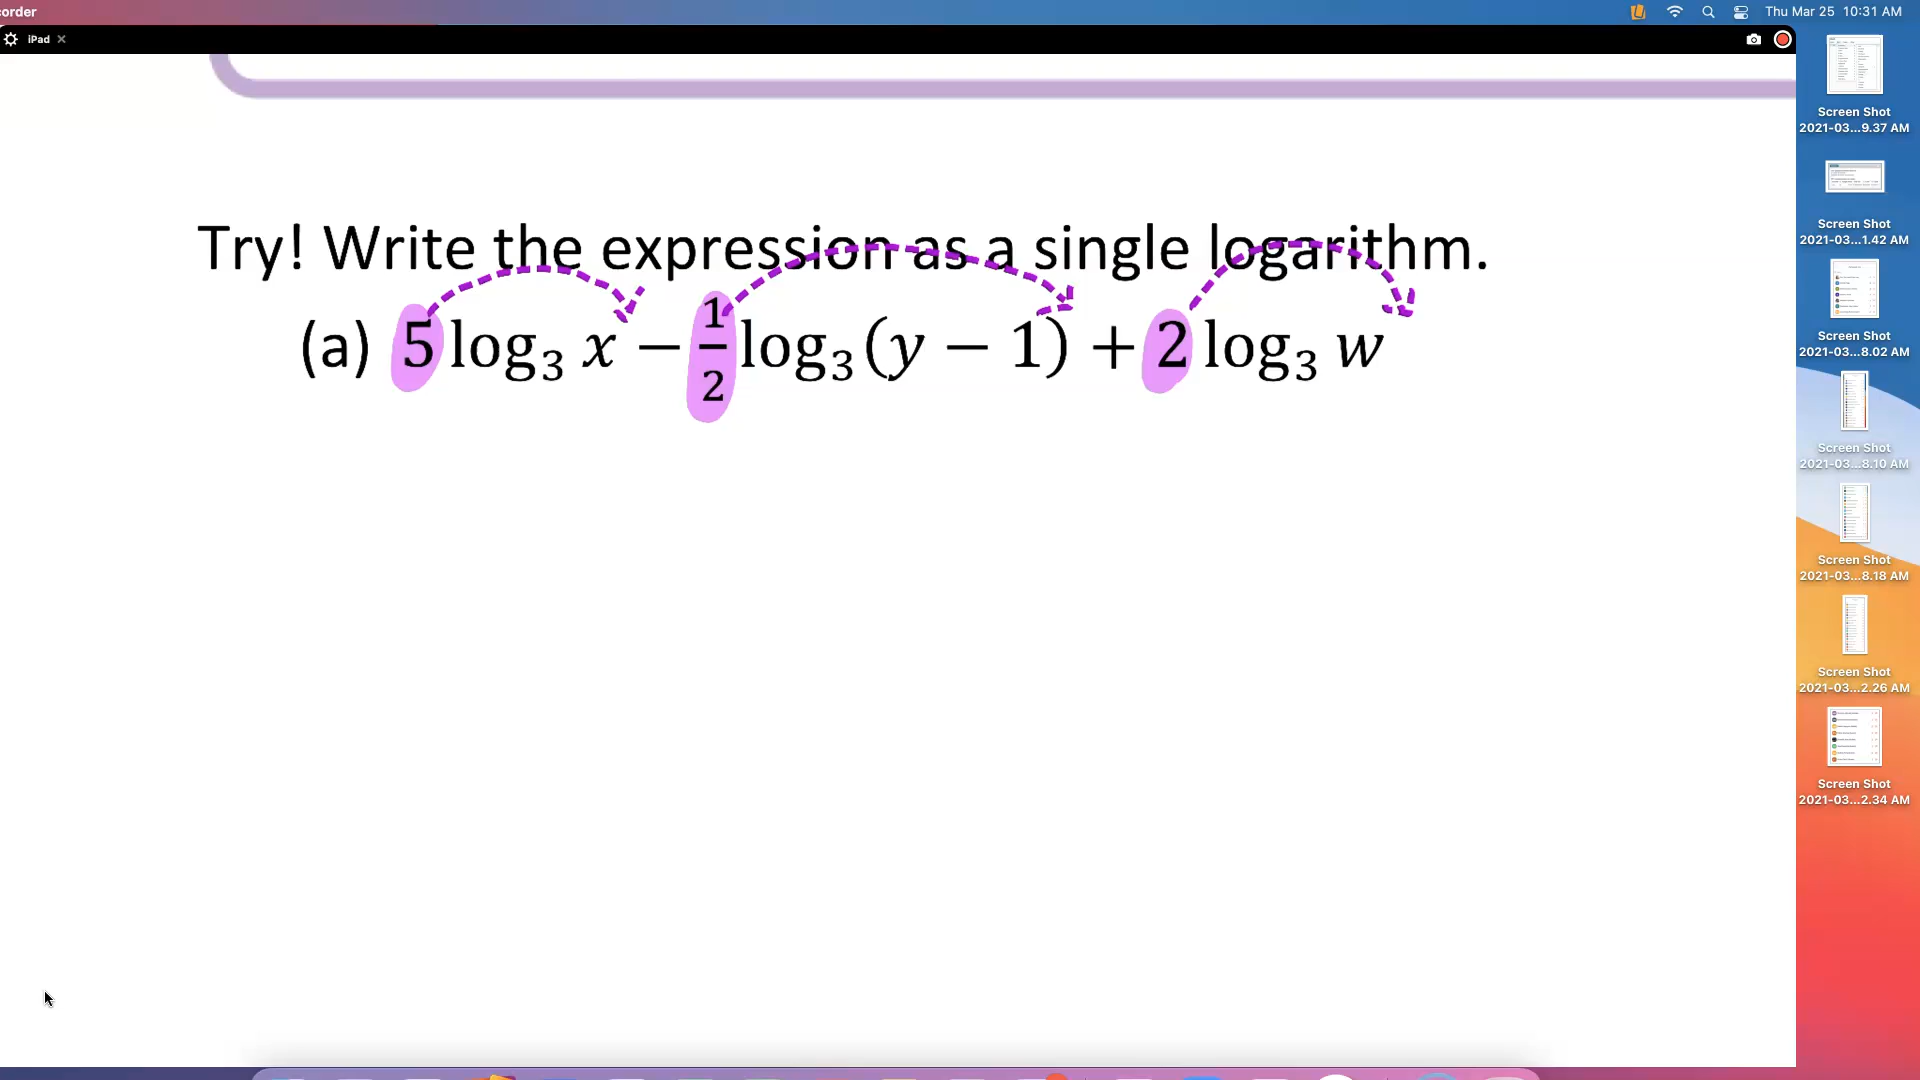 corder
Thu Mar 25 10:31 AM
iPad
Try! Write the expression as a single logarithm.
(a) 5 log₃ x − 1/2 log₃(y − 1) + 2 log₃ w
Screen Shot
2021-03...9.37 AM
Screen Shot
2021-03...1.42 AM
Screen Shot
2021-03...8.02 AM
Screen Shot
2021-03...8.10 AM
Screen Shot
2021-03...8.18 AM
Screen Shot
2021-03...2.26 AM
Screen Shot
2021-03...2.34 AM